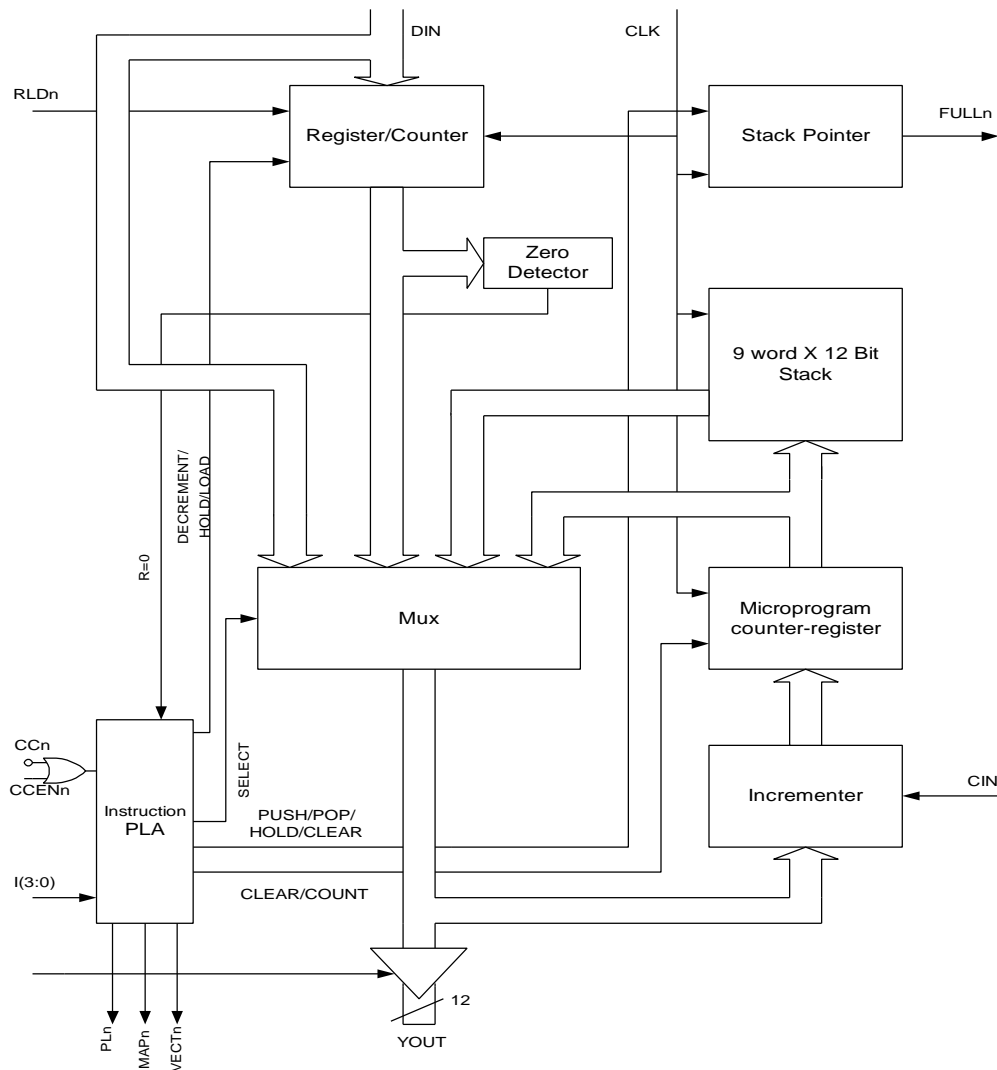 DIN
CLK
RLDn
FULLn
Register/Counter
Stack Pointer
Zero
Detector
9 word X 12 Bit
Stack
DECREMENT/
HOLD/LOAD
R=0
Mux
Microprogram
counter-register
CCn
CCENn
SELECT
Instruction
PLA
PUSH/POP/
HOLD/CLEAR
Incrementer
CIN
I(3:0)
CLEAR/COUNT
12
PLn
MAPn
VECTn
YOUT